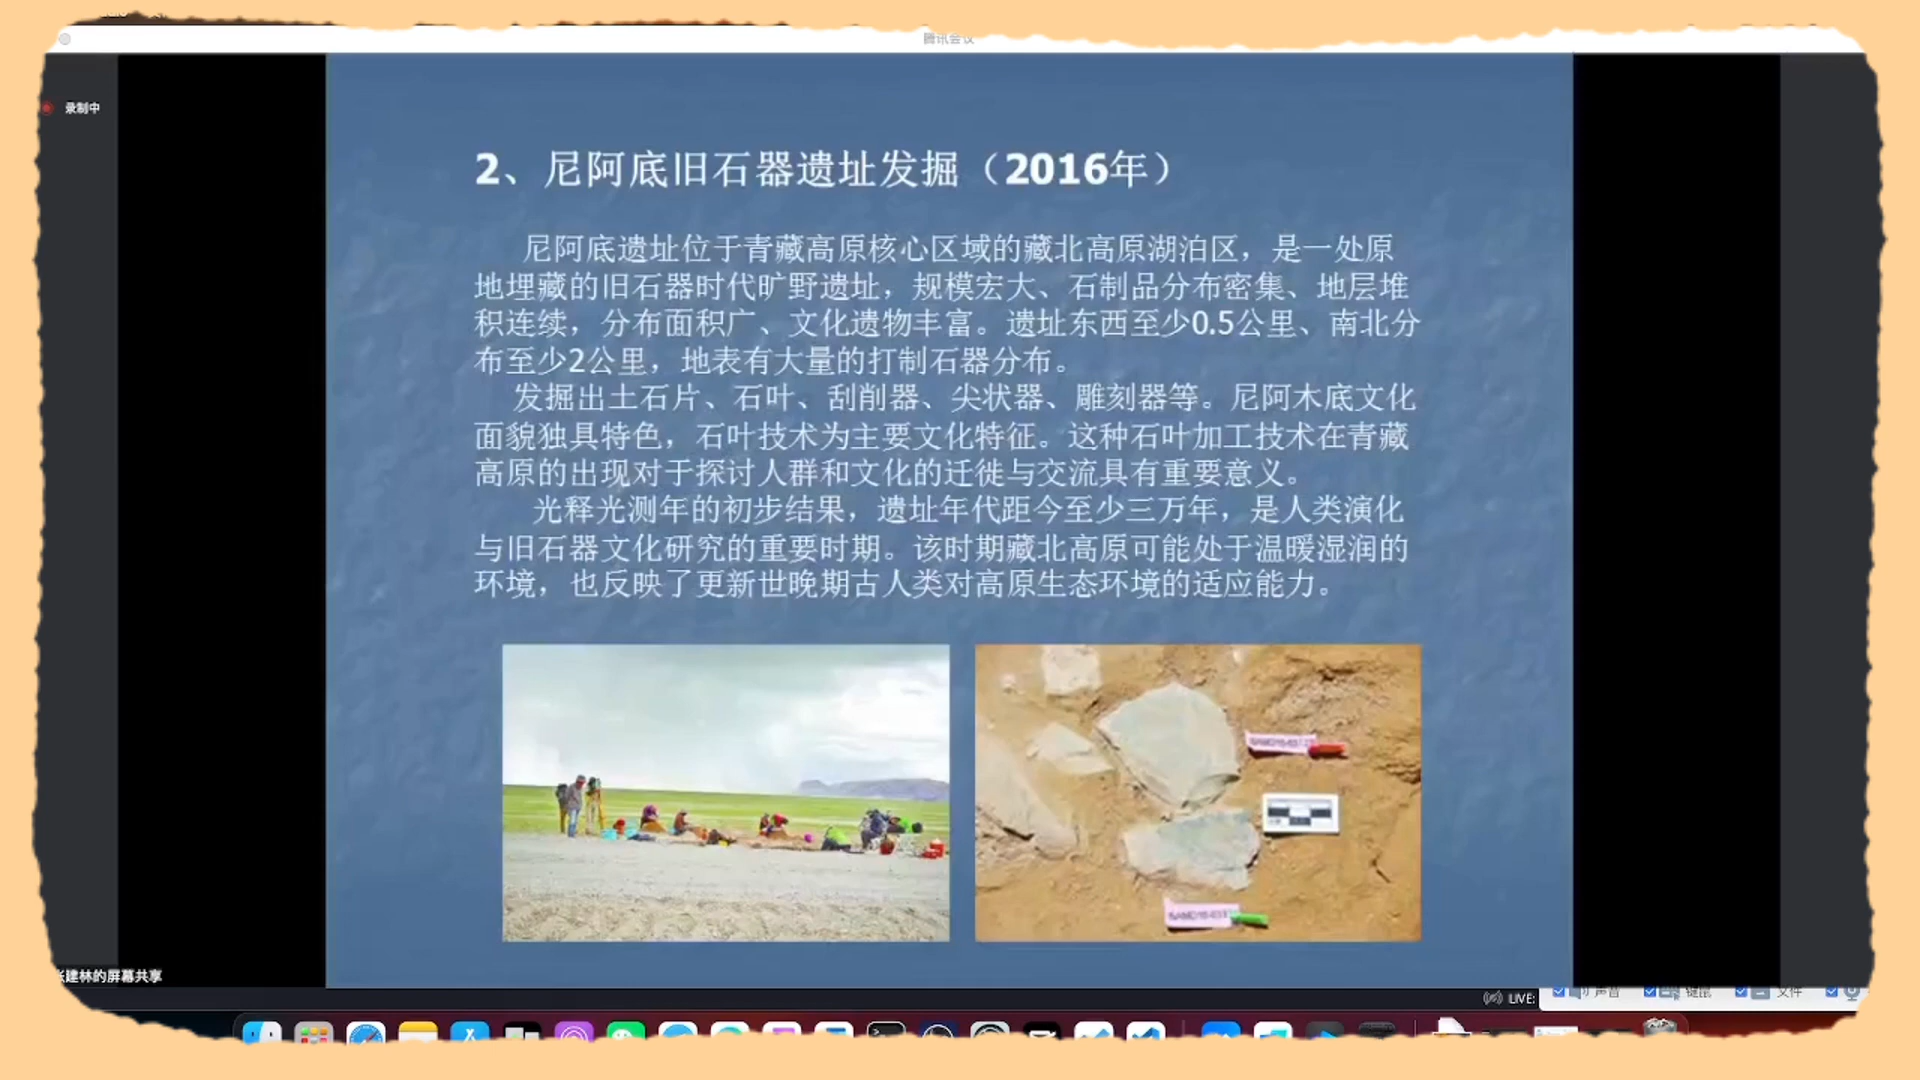 腾讯会议
录制中
2、尼阿底旧石器遗址发掘（2016年）
尼阿底遗址位于青藏高原核心区域的藏北高原湖泊区，是一处原
地埋藏的旧石器时代旷野遗址，规模宏大、石制品分布密集、地层堆
积连续，分布面积广、文化遗物丰富。遗址东西至少0.5公里、南北分
布至少2公里，地表有大量的打制石器分布。
发掘出土石片、石叶、刮削器、尖状器、雕刻器等。尼阿木底文化
面貌独具特色，石叶技术为主要文化特征。这种石叶加工技术在青藏
高原的出现对于探讨人群和文化的迁徙与交流具有重要意义。
光释光测年的初步结果，遗址年代距今至少三万年，是人类演化
与旧石器文化研究的重要时期。该时期藏北高原可能处于温暖湿润的
环境，也反映了更新世晚期古人类对高原生态环境的适应能力。
张建林的屏幕共享
LIVE:
声音
键鼠
文件